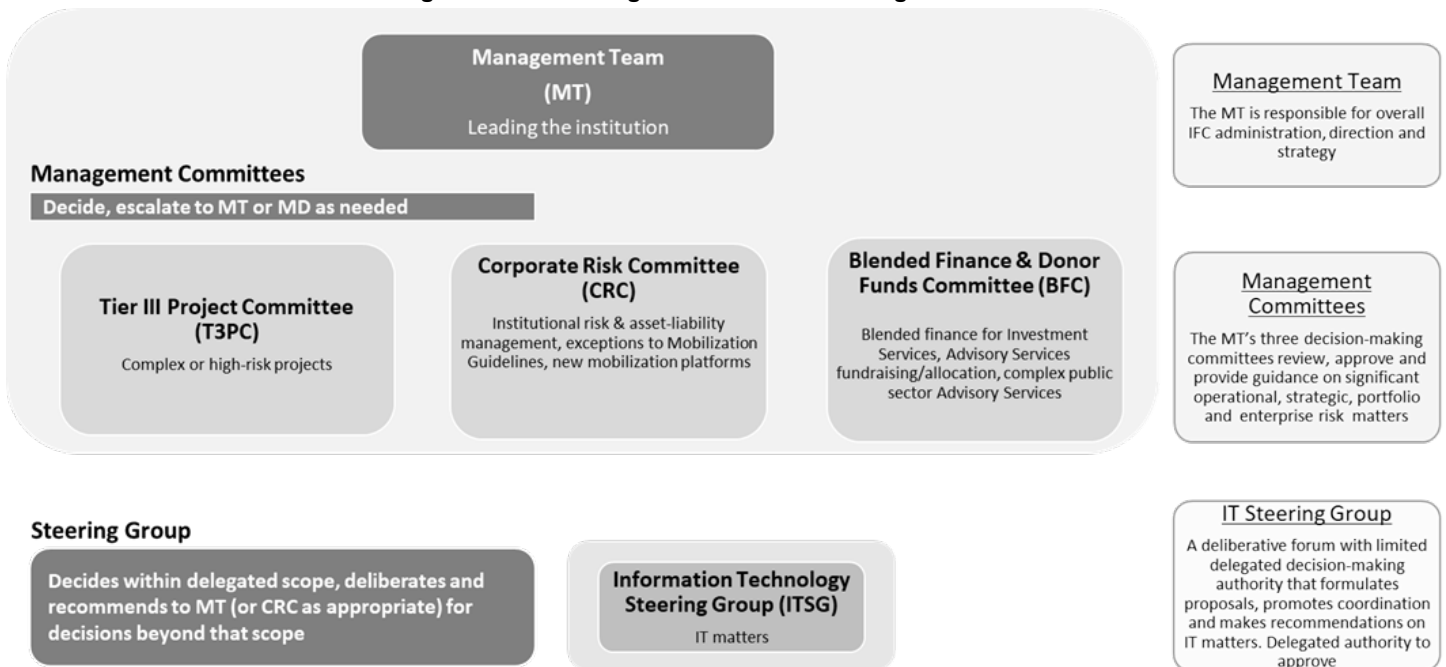 Management Team
(MT)
Leading the institution
Management Committees
Decide, escalate to MT or MD as needed
Tier III Project Committee
(T3PC)
Complex or high-risk projects
Corporate Risk Committee
(CRC)
Institutional risk & asset-liability
management, exceptions to Mobilization
Guidelines, new mobilization platforms
Blended Finance & Donor
Funds Committee (BFC)
Blended finance for Investment
Services, Advisory Services
fundraising/allocation, complex public
sector Advisory Services
Steering Group
Decides within delegated scope, deliberates and
recommends to MT (or CRC as appropriate) for
decisions beyond that scope
Information Technology
Steering Group (ITSG)
IT matters
Management Team
The MT is responsible for overall
IFC administration, direction and
strategy
Management
Committees
The MT's three decision-making
committees review, approve and
provide guidance on significant
operational, strategic, portfolio
and enterprise risk matters
IT Steering Group
A deliberative forum with limited
delegated decision-making
authority that formulates
proposals, promotes coordination
and makes recommendations on
IT matters. Delegated authority to
approve